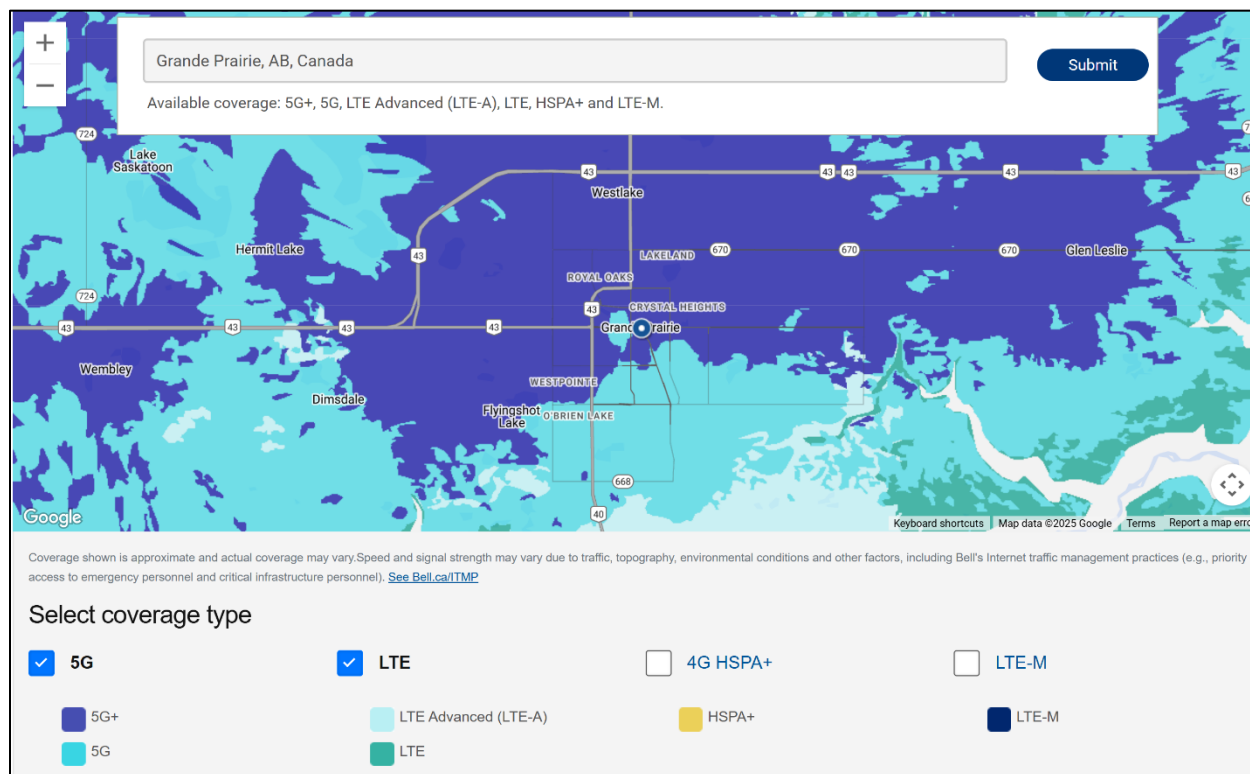 +
Grande Prairie, AB, Canada
Submit
−
Available coverage: 5G+, 5G, LTE Advanced (LTE-A), LTE, HSPA+ and LTE-M.
724
Lake
Saskatoon
43
43
43
43
43
Westlake
Hermit Lake
43
LAKELAND
670
670
670
Glen Leslie
ROYAL OAKS
724
43
CRYSTAL HEIGHTS
43
43
43
43
Grande Prairie
Wembley
WESTPOINTE
Dimsdale
Flyingshot
Lake
O'BRIEN LAKE
668
40
Google
Keyboard shortcuts
Map data ©2025 Google
Terms
Report a map erro
Coverage shown is approximate and actual coverage may vary.Speed and signal strength may vary due to traffic, topography, environmental conditions and other factors, including Bell's Internet traffic management practices (e.g., priority
access to emergency personnel and critical infrastructure personnel). See Bell.ca/ITMP
Select coverage type
5G
LTE
4G HSPA+
LTE-M
5G+
LTE Advanced (LTE-A)
HSPA+
LTE-M
5G
LTE